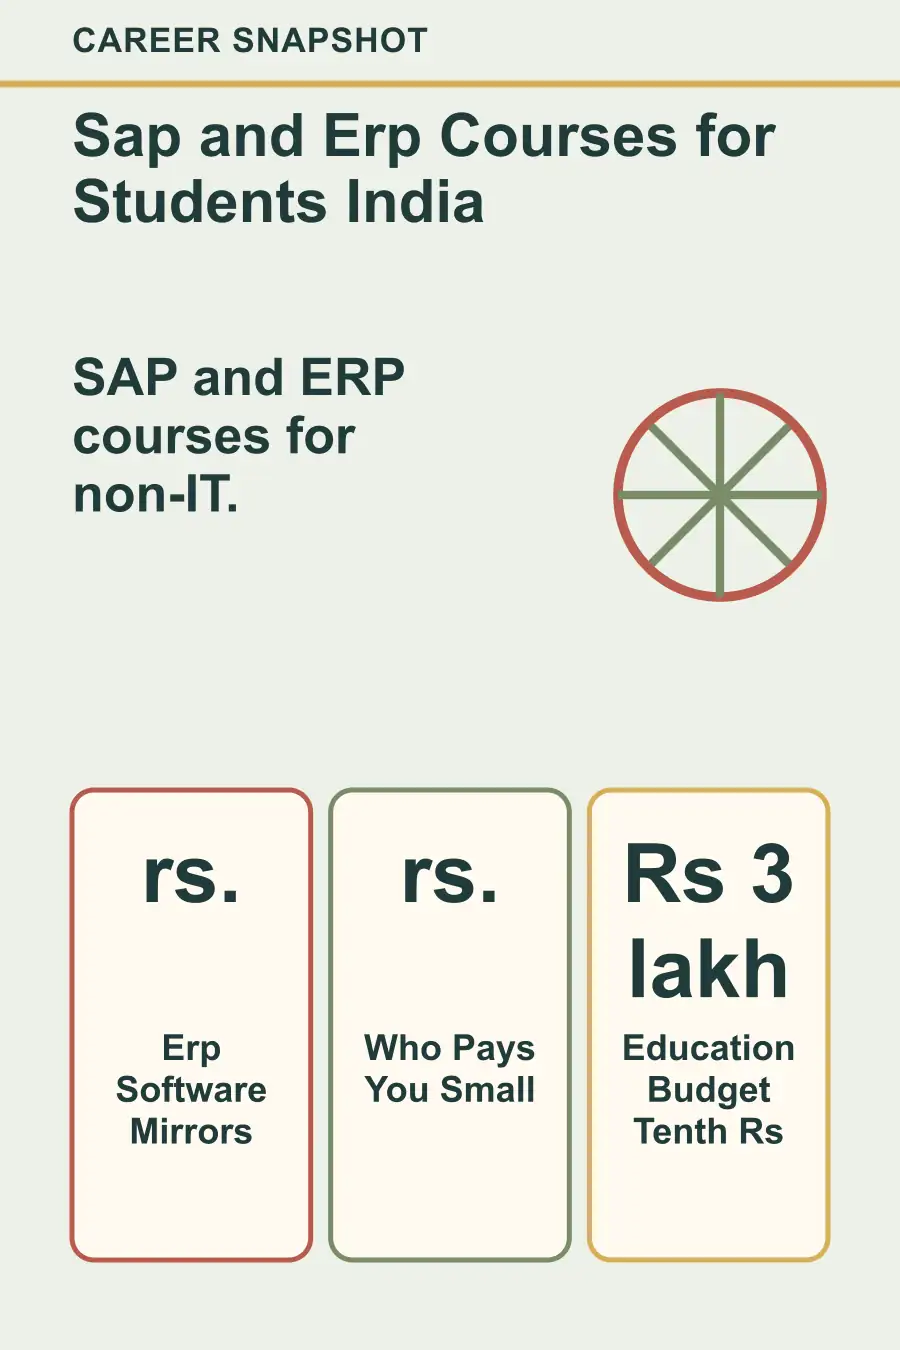 CAREER SNAPSHOT
Sap and Erp Courses for
Students India
SAP and ERP
courses for
non-IT.
rs.
Erp
Software
Mirrors
rs.
Who Pays
You Small
Rs 3
lakh
Education
Budget
Tenth Rs